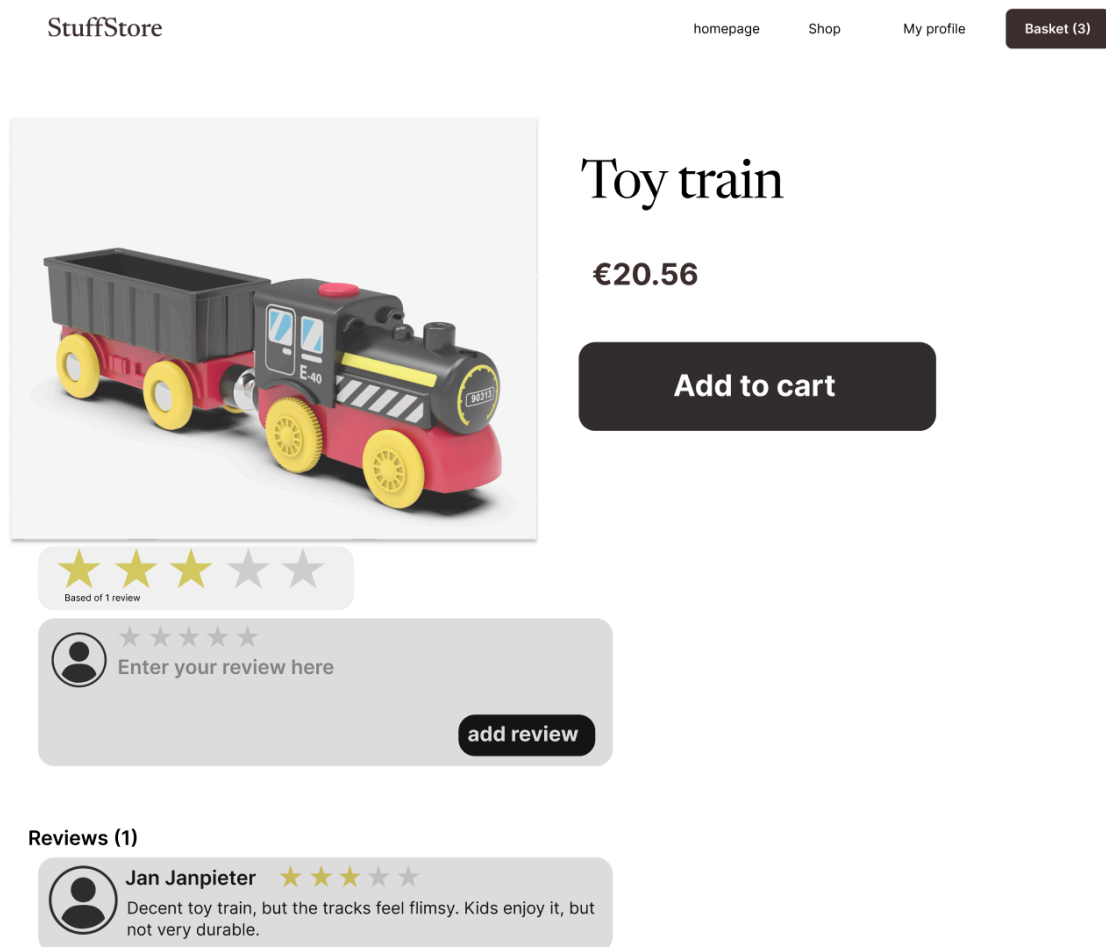 StuffStore
homepage
Shop
My profile
Basket (3)
Toy train
€20.56
Add to cart
E-40
90313
Based of 1 review
Enter your review here
add review
Reviews (1)
Jan Janpieter
Decent toy train, but the tracks feel flimsy. Kids enjoy it, but
not very durable.